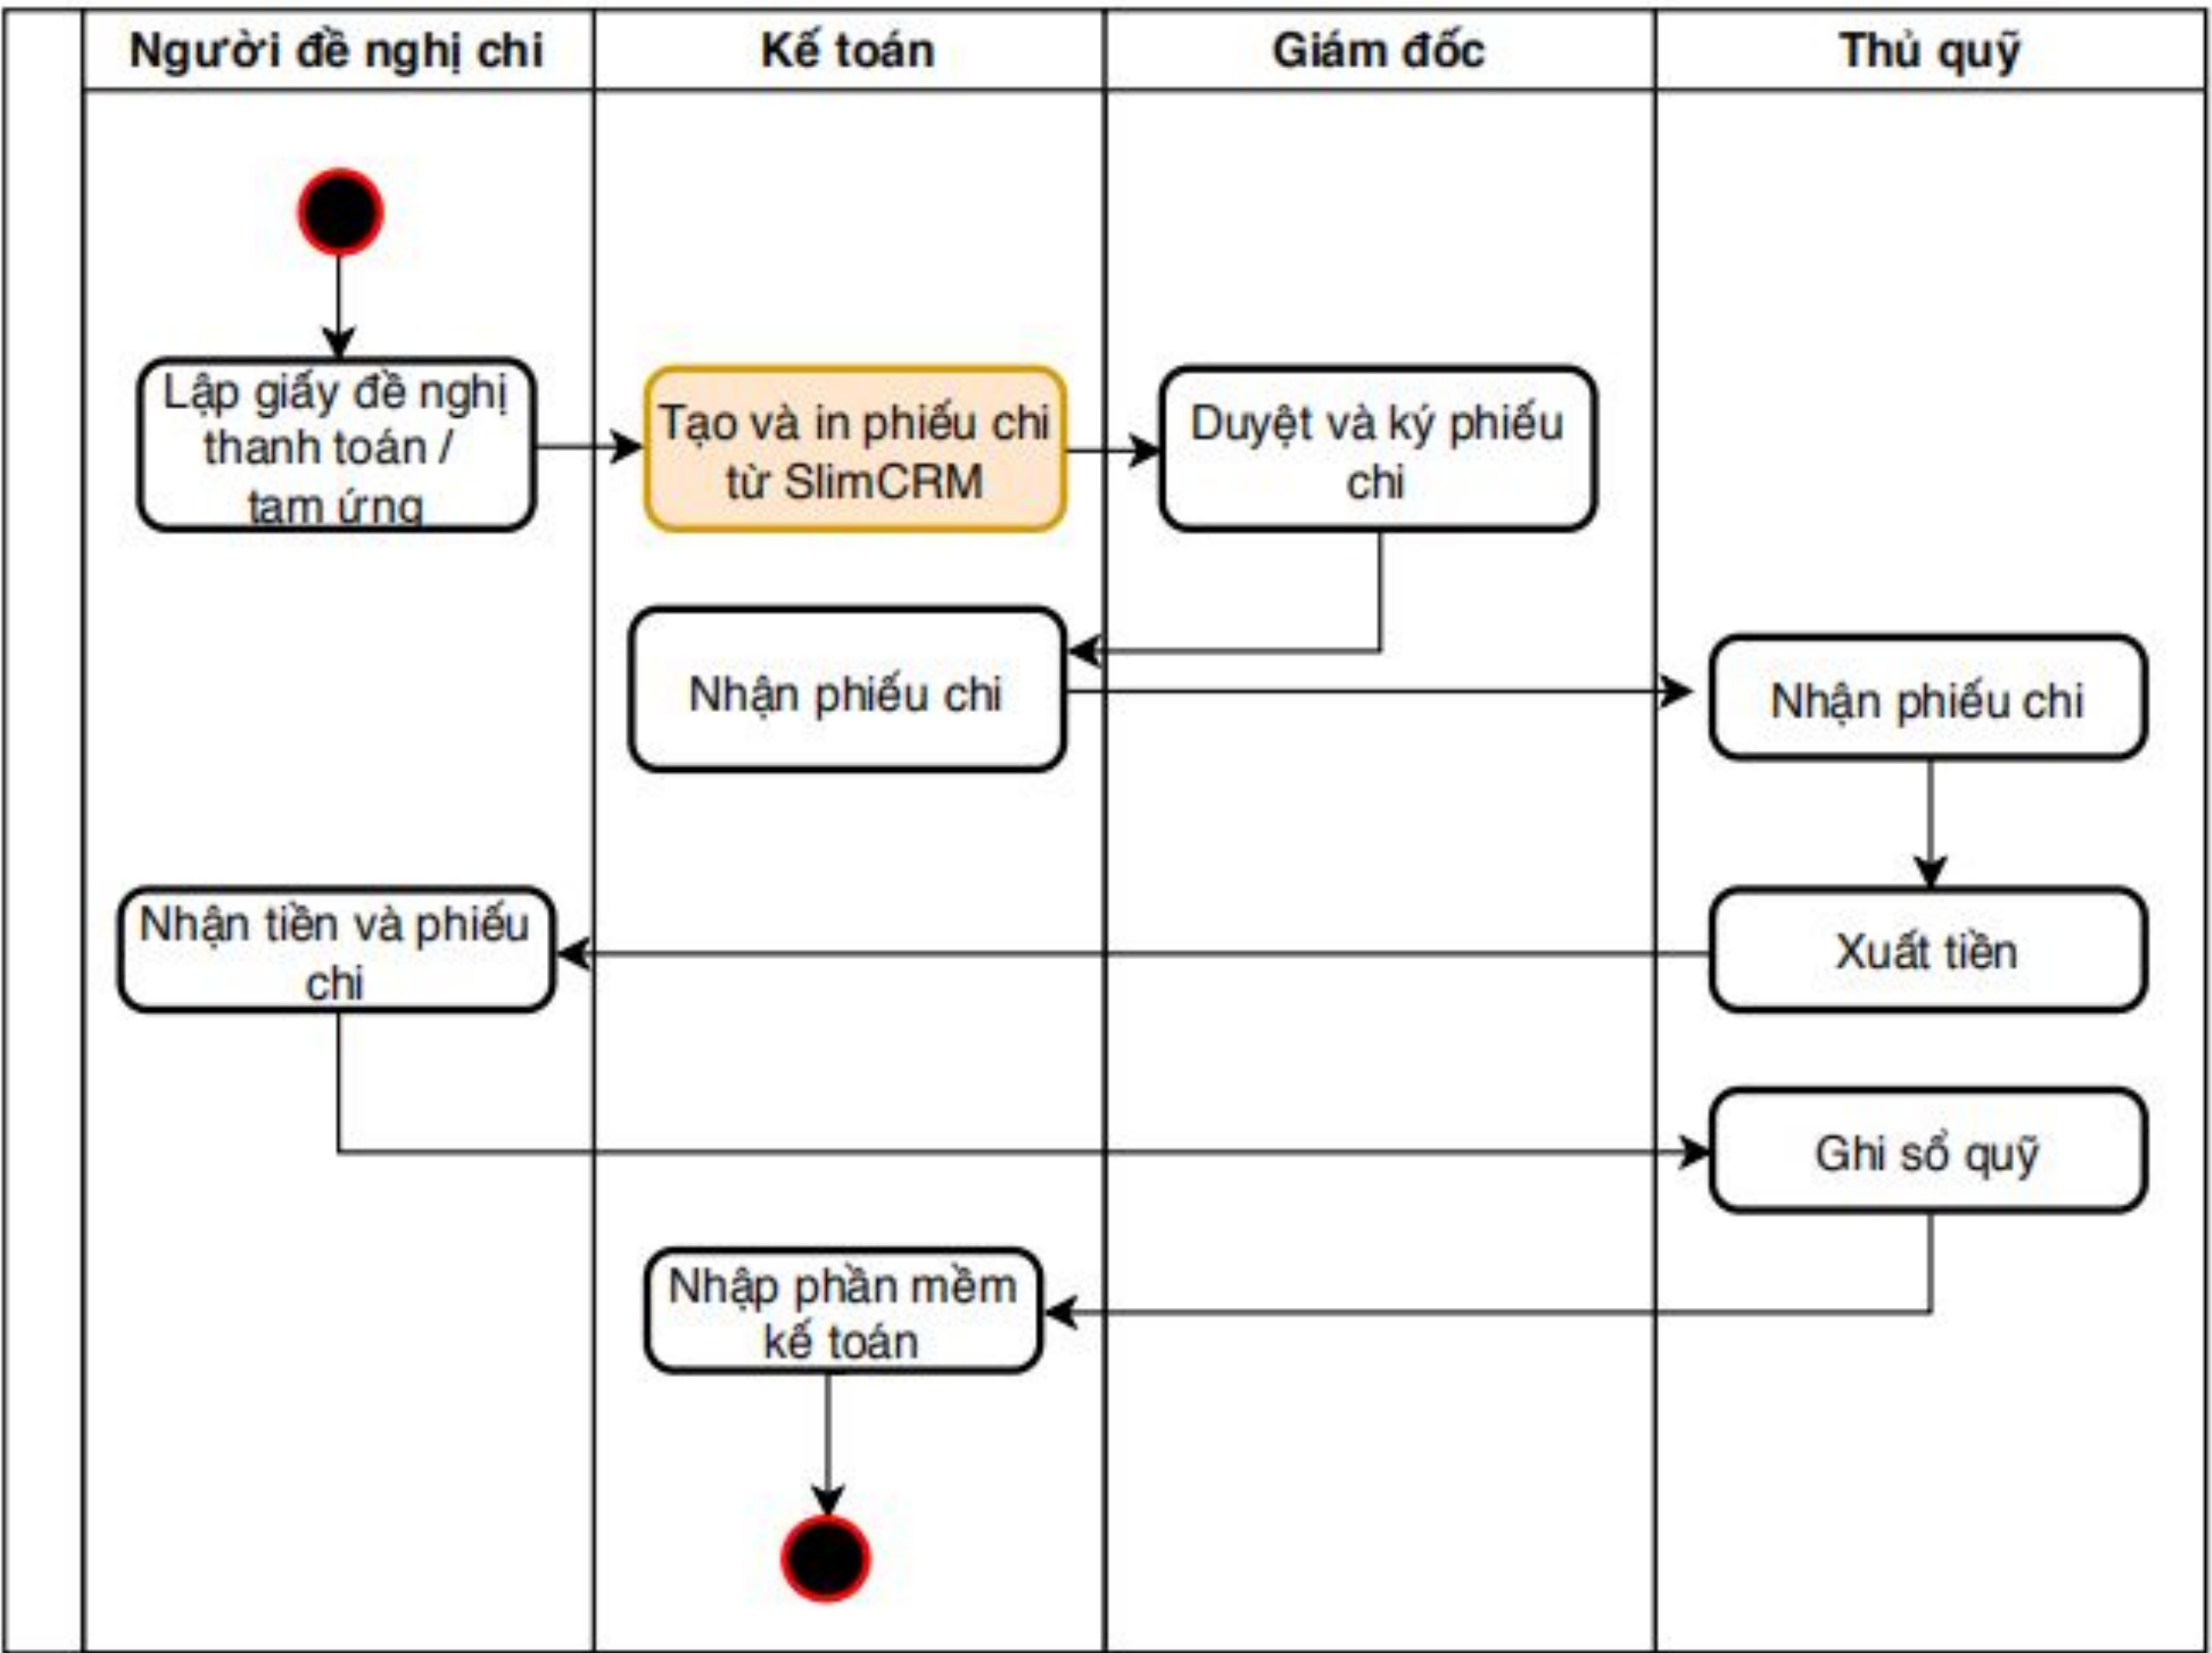 Người đề nghị chi
Kế toán
Giám đốc
Thủ quỹ
Lập giấy đề nghị
thanh toán /
tạm ứng
Tạo và in phiếu chi
từ SlimCRM
Duyệt và ký phiếu
chi
Nhận phiếu chi
Nhận phiếu chi
Nhận tiền và phiếu
chi
Xuất tiền
Ghi sổ quỹ
Nhập phần mềm
kế toán